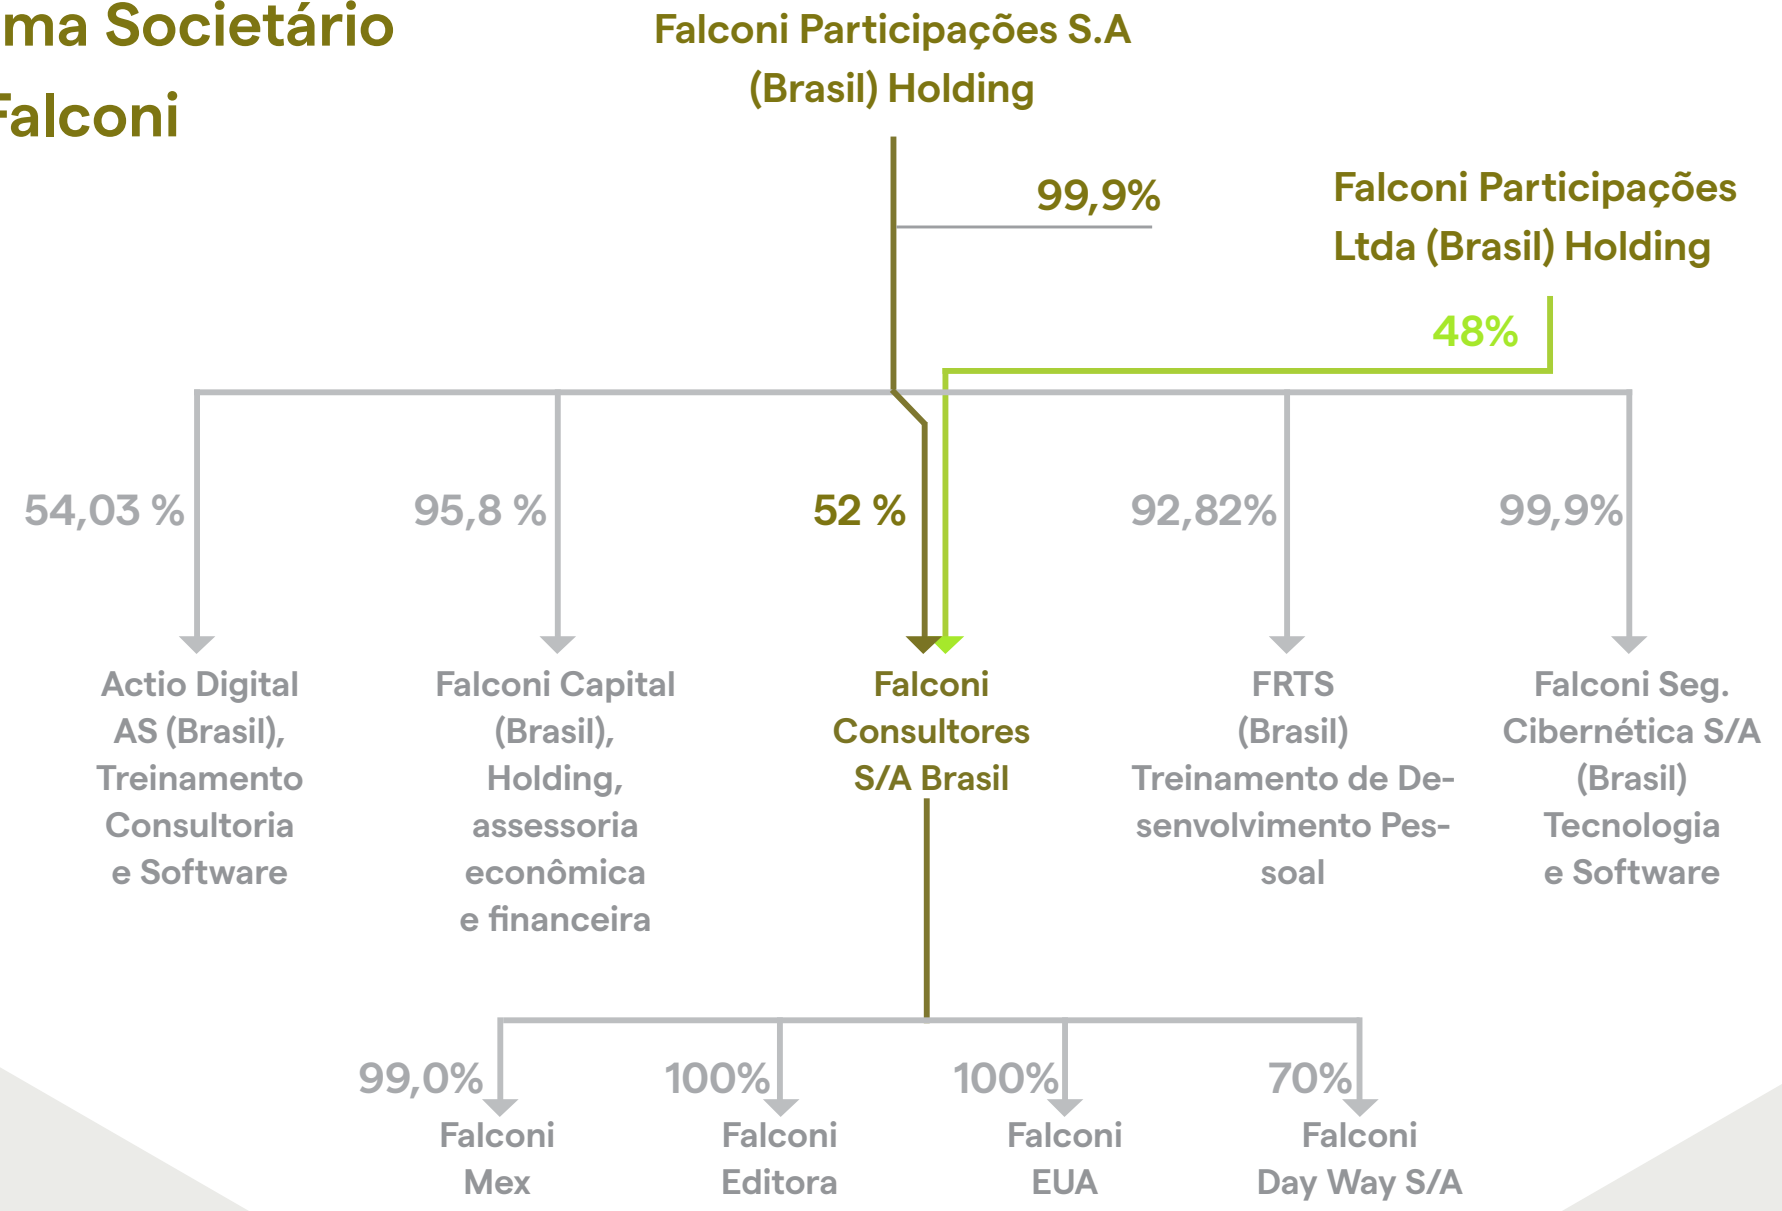 ma Societário
Falconi
Falconi Participações S.A
(Brasil) Holding
99,9%
Falconi Participações
Ltda (Brasil) Holding
48%
54,03 %
95,8 %
52 %
92,82%
99,9%
Actio Digital
AS (Brasil),
Treinamento
Consultoria
e Software
Falconi Capital
(Brasil),
Holding,
assessoria
econômica
e financeira
Falconi
Consultores
S/A Brasil
FRTS
(Brasil)
Treinamento de De-
senvolvimento Pes-
soal
Falconi Seg.
Cibernética S/A
(Brasil)
Tecnologia
e Software
99,0%
100%
100%
70%
Falconi
Mex
Falconi
Editora
Falconi
EUA
Falconi
Day Way S/A